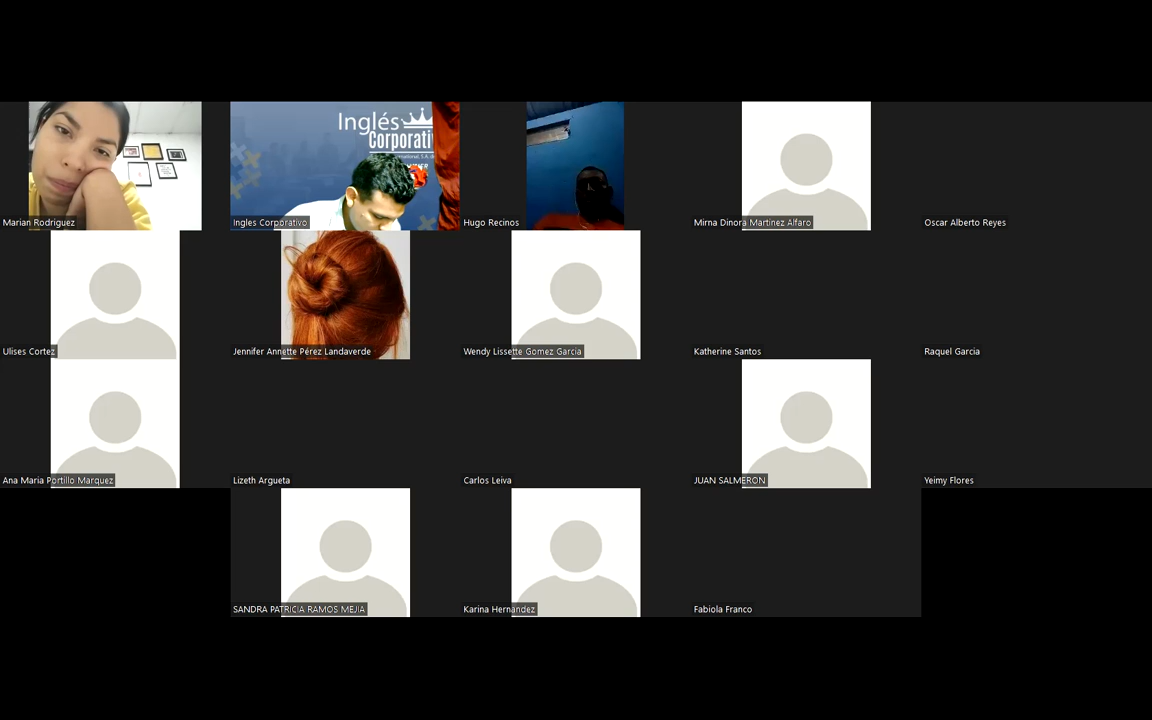 Inglés
Corporati
Marian Rodriguez
Ingles Corporativo
Hugo Recinos
Mirna Dinora Martinez Alfaro
Oscar Alberto Reyes
Ulises Cortez
Jennifer Annette Pérez Landaverde
Wendy Lissette Gomez Garcia
Katherine Santos
Raquel Garcia
Ana Maria Portillo Marquez
Lizeth Argueta
Carlos Leiva
JUAN SALMERON
Yeimy Flores
SANDRA PATRICIA RAMOS MEJIA
Karina Hernandez
Fabiola Franco